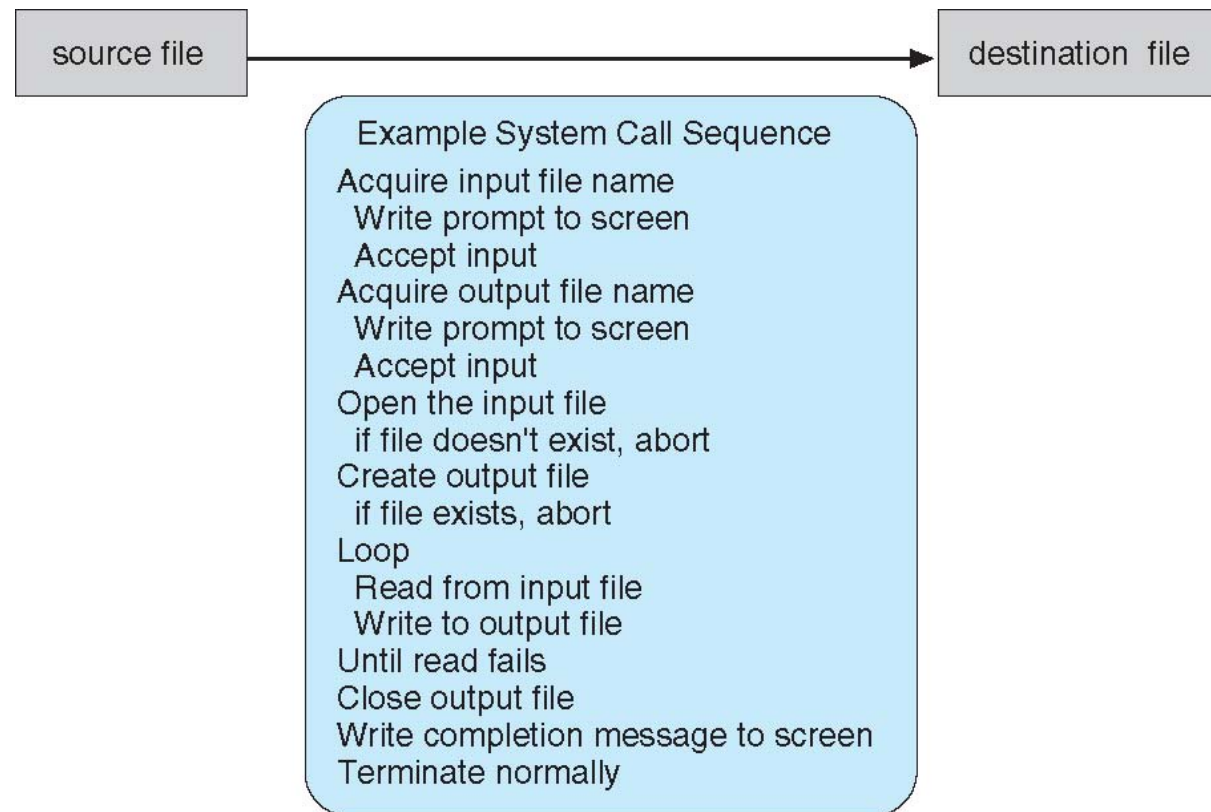 source file
destination file
Example System Call Sequence
Acquire input file name
Write prompt to screen
Accept input
Acquire output file name
Write prompt to screen
Accept input
Open the input file
if file doesn't exist, abort
Create output file
if file exists, abort
Loop
Read from input file
Write to output file
Until read fails
Close output file
Write completion message to screen
Terminate normally